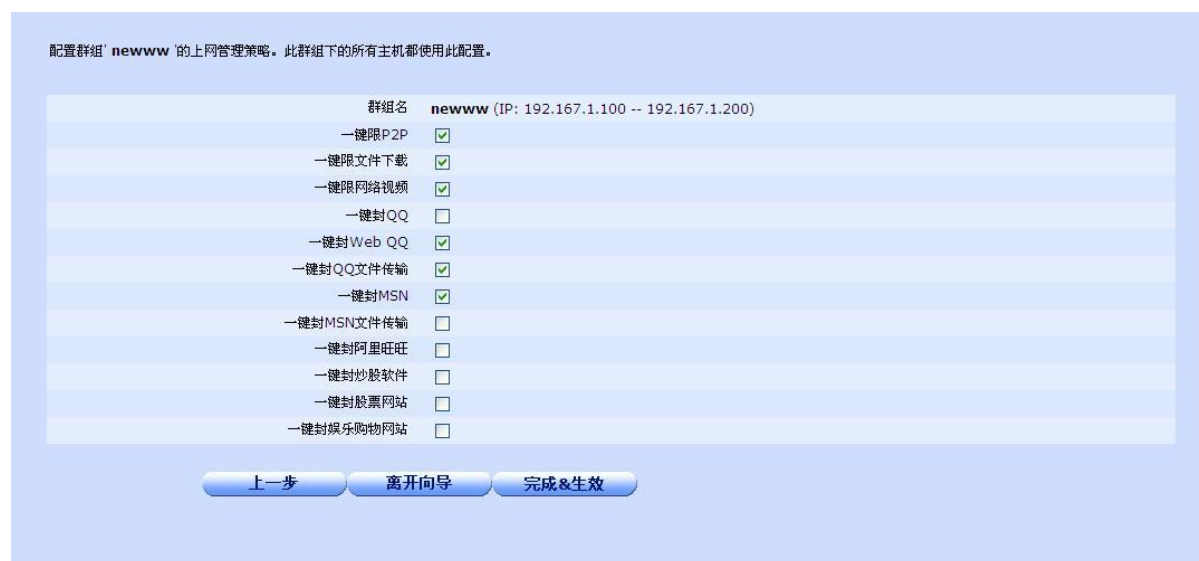 配置群组' newww '的上网管理策略。此群组下的所有主机都使用此配置。
群组名 newww (IP: 192.167.1.100 -- 192.167.1.200)
一键限P2P
一键限文件下载
一键限网络视频
一键封QQ
一键封Web QQ
一键封QQ文件传输
一键封MSN
一键封MSN文件传输
一键封阿里旺旺
一键封炒股软件
一键封股票网站
一键封娱乐购物网站
上一步 离开向导 完成&生效